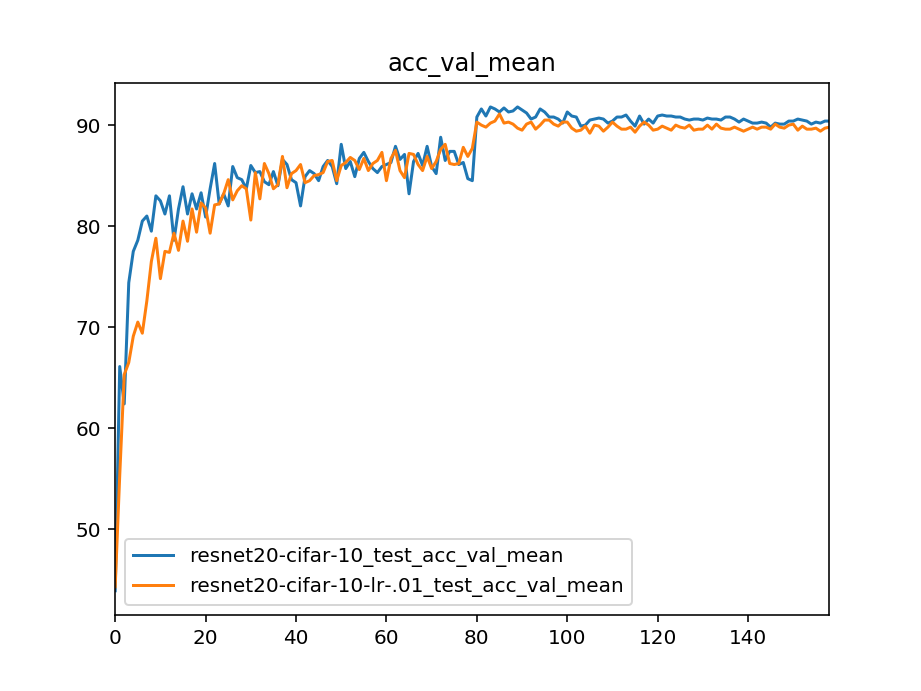 acc_val_mean
90
80
70
60
50
resnet20-cifar-10_test_acc_val_mean
resnet20-cifar-10-lr-.01_test_acc_val_mean
0 20 40 60 80 100 120 140